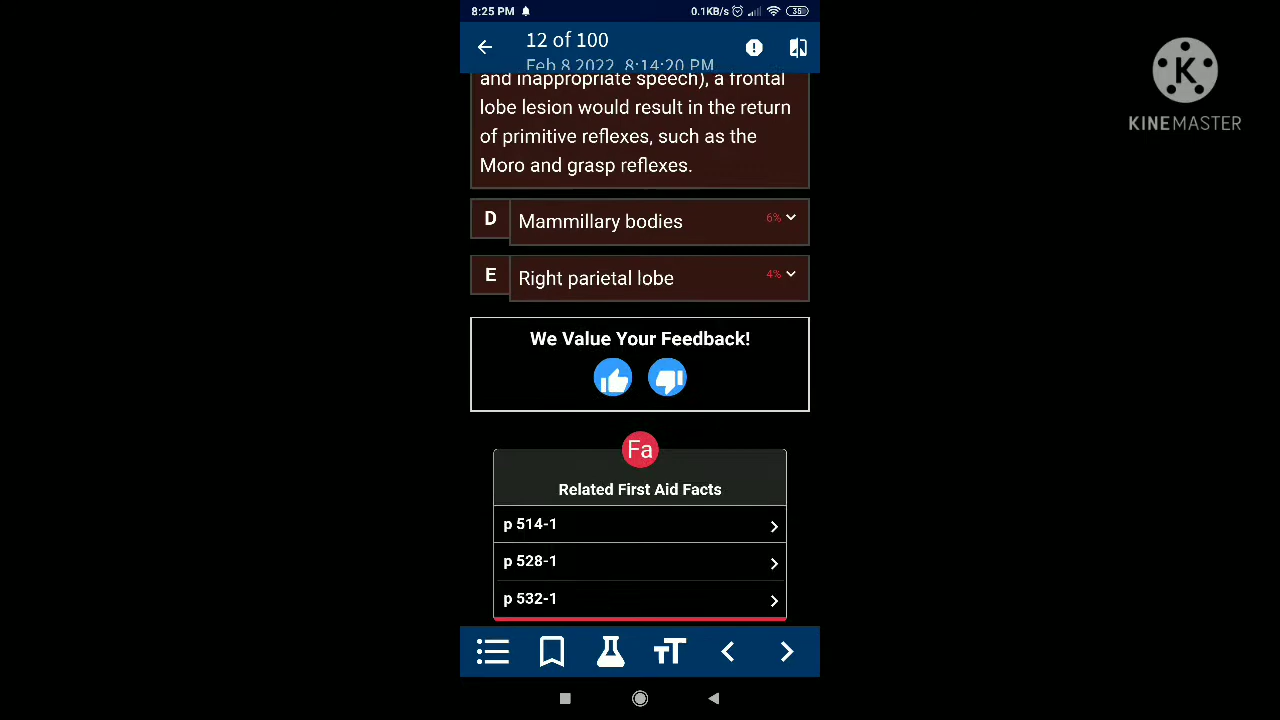 8:25 PM 0.1KB/s 35
12 of 100
Feb 8 2022, 8:14:20 PM
and inappropriate speech), a frontal
lobe lesion would result in the return
of primitive reflexes, such as the
Moro and grasp reflexes.
D Mammillary bodies 6%
E Right parietal lobe 4%
We Value Your Feedback!
Fa
Related First Aid Facts
p 514-1
p 528-1
p 532-1
K
KINEMASTER